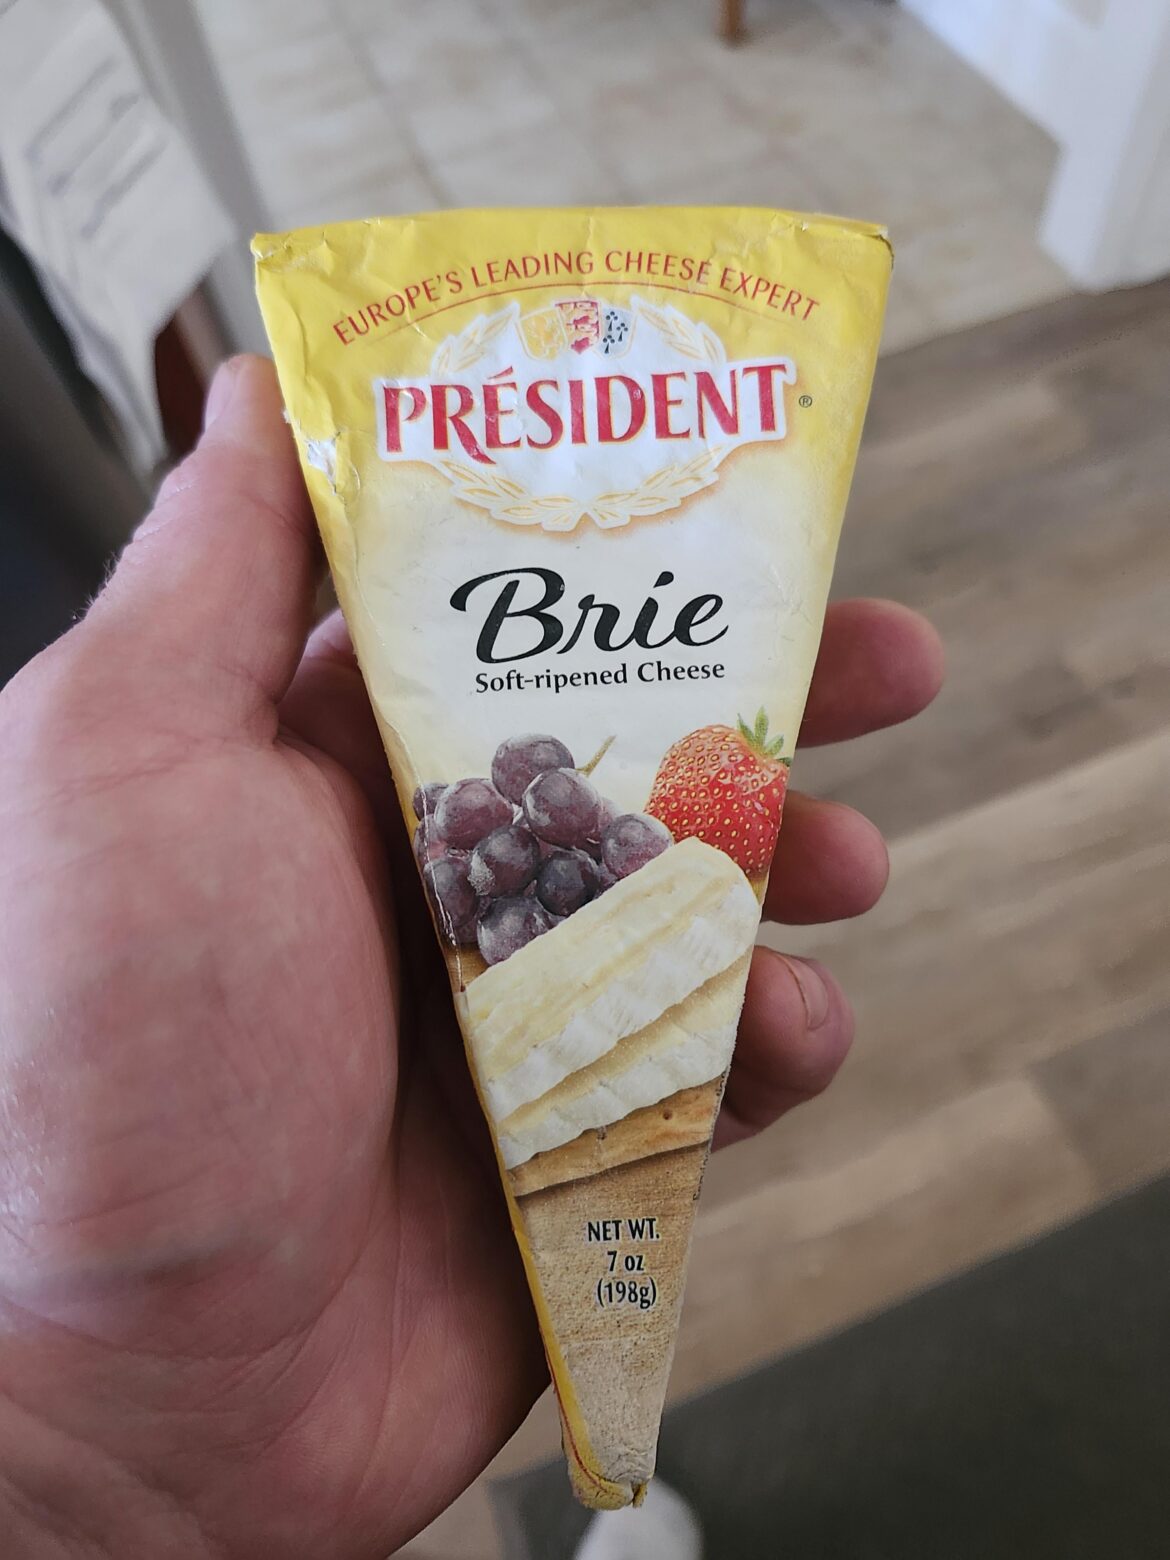 EUROPE'S LEADING CHEESE EXPERT
PRÉSIDENT®
Brie
Soft-ripened Cheese
NET WT.
7 oz
(198g)